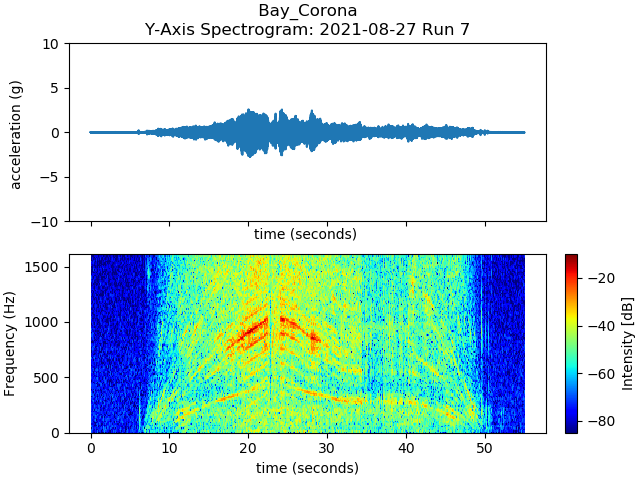 Bay_Corona
Y-Axis Spectrogram: 2021-08-27 Run 7
10
5
0
−5
−10
acceleration (g)
time (seconds)
1500
1000
500
0
Frequency (Hz)
0 10 20 30 40 50
time (seconds)
−20
−40
−60
−80
Intensity [dB]